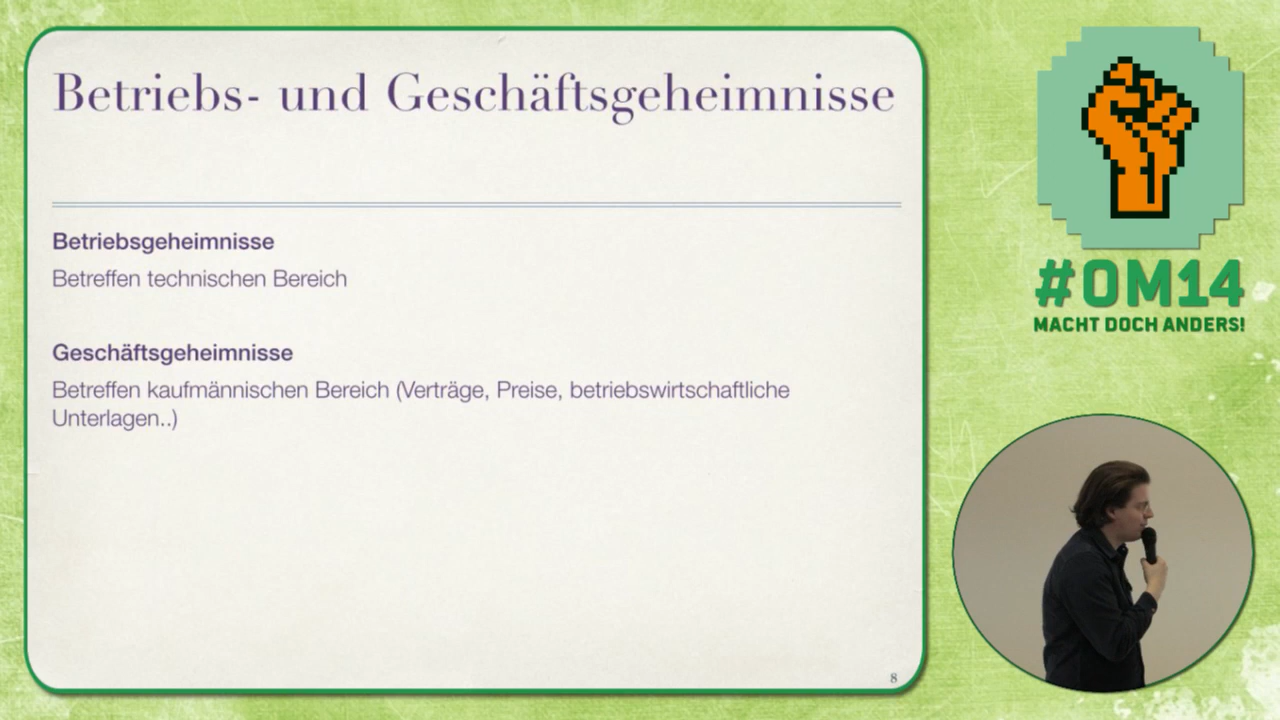 Betriebs- und Geschäftsgeheimnisse
Betriebsgeheimnisse
Betreffen technischen Bereich
Geschäftsgeheimnisse
Betreffen kaufmännischen Bereich (Verträge, Preise, betriebswirtschaftliche
Unterlagen..)
8
#OM14
MACHT DOCH ANDERS!